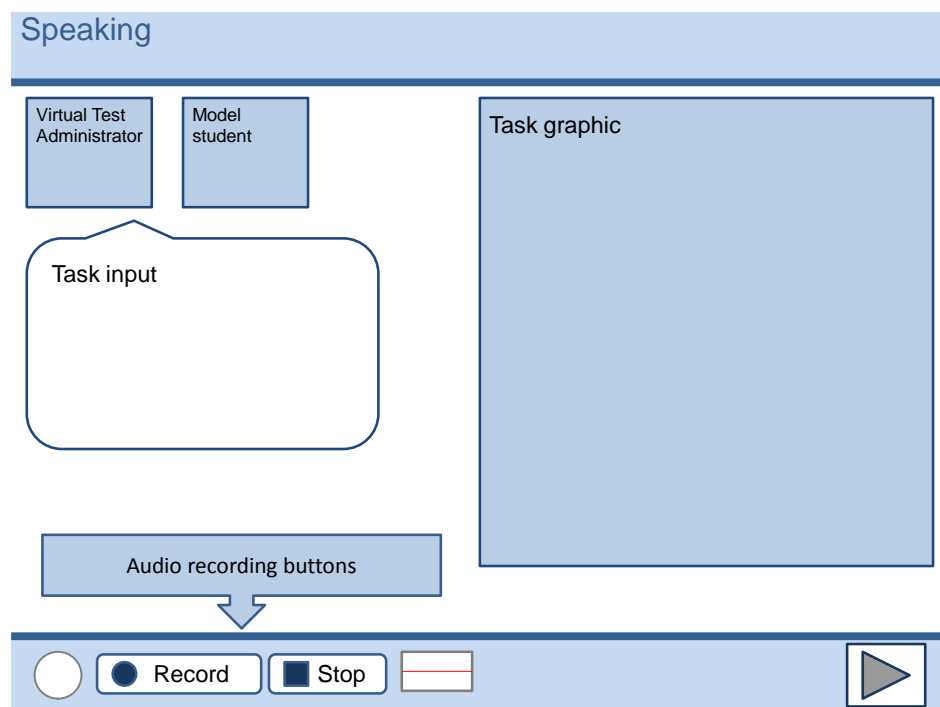 Speaking
Virtual Test
Administrator
Model
student
Task graphic
Task input
Audio recording buttons
Record
Stop